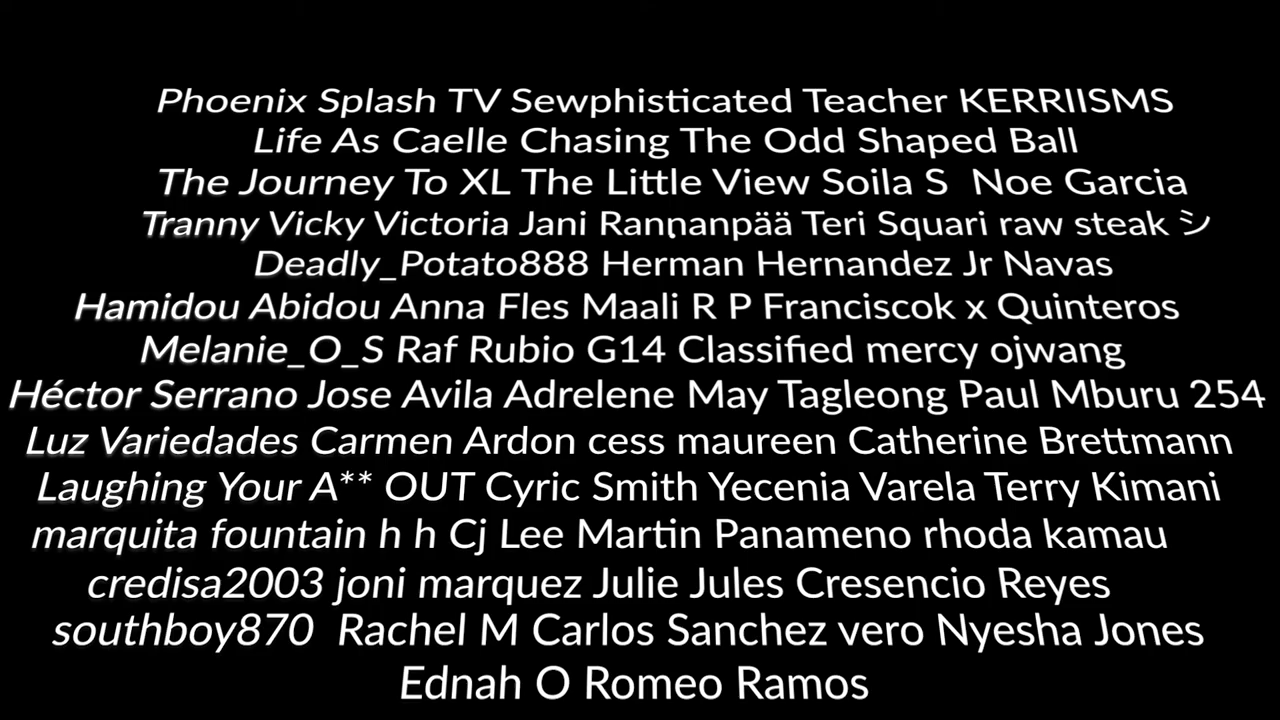 Phoenix Splash TV Sewphisticated Teacher KERRIISMS
Life As Caelle Chasing The Odd Shaped Ball
The Journey To XL The Little View Soila S  Noe Garcia
Tranny Vicky Victoria Jani Rannanpää Teri Squari raw steak シ
Deadly_Potato888 Herman Hernandez Jr Navas
Hamidou Abidou Anna Fles Maali R P Franciscok x Quinteros
Melanie_O_S Raf Rubio G14 Classified mercy ojwang
Héctor Serrano Jose Avila Adrelene May Tagleong Paul Mburu 254
Luz Variedades Carmen Ardon cess maureen Catherine Brettmann
Laughing Your A** OUT Cyric Smith Yecenia Varela Terry Kimani
marquita fountain h h Cj Lee Martin Panameno rhoda kamau
credisa2003 joni marquez Julie Jules Cresencio Reyes
southboy870  Rachel M Carlos Sanchez vero Nyesha Jones
Ednah O Romeo Ramos